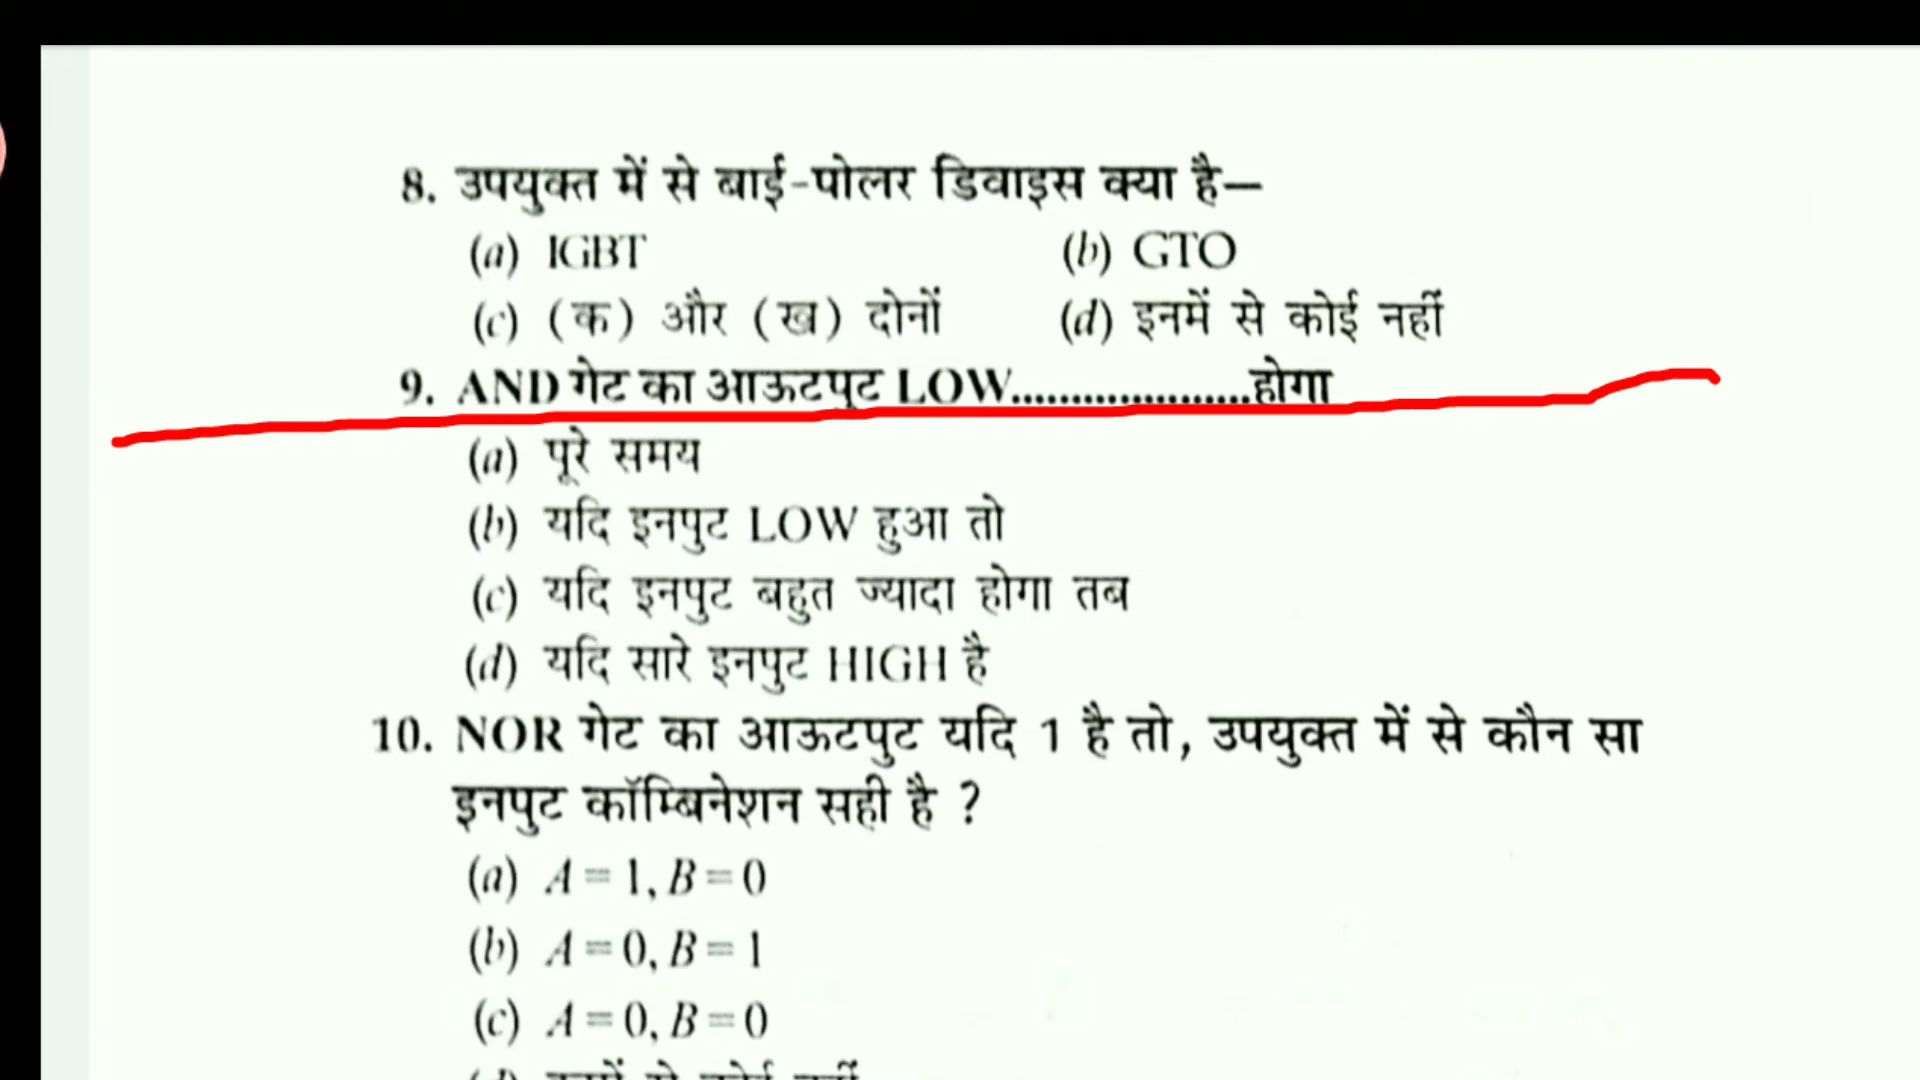 8. उपयुक्त में से बाई-पोलर डिवाइस क्या है—
(a) IGBT (b) GTO
(c) (क) और (ख) दोनों (d) इनमें से कोई नहीं
9. AND गेट का आऊटपुट LOW....................होगा
(a) पूरे समय
(b) यदि इनपुट LOW हुआ तो
(c) यदि इनपुट बहुत ज्यादा होगा तब
(d) यदि सारे इनपुट HIGH है
10. NOR गेट का आऊटपुट यदि 1 है तो, उपयुक्त में से कौन सा
इनपुट कॉम्बिनेशन सही है ?
(a) A = 1, B = 0
(b) A = 0, B = 1
(c) A = 0, B = 0